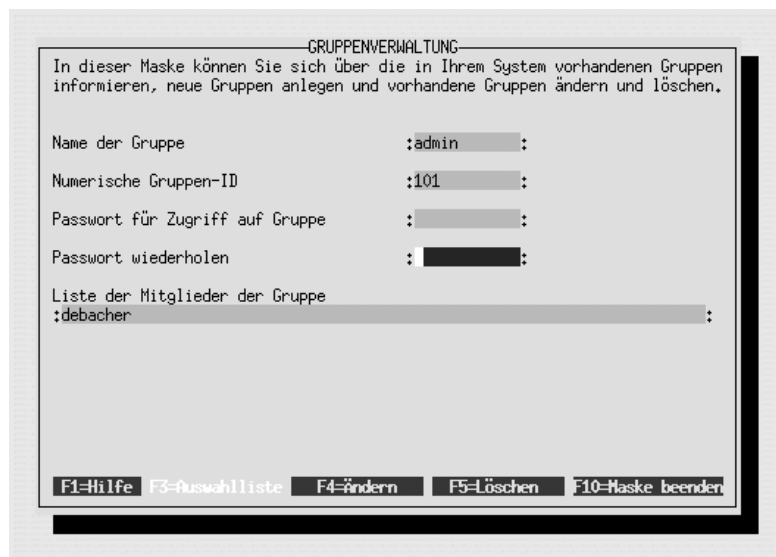 GRUPPENVERWALTUNG
In dieser Maske können Sie sich über die in Ihrem System vorhandenen Gruppen
informieren, neue Gruppen anlegen und vorhandene Gruppen ändern und löschen.
Name der Gruppe :admin :
Numerische Gruppen-ID :101 :
Passwort für Zugriff auf Gruppe : :
Passwort wiederholen : :
Liste der Mitglieder der Gruppe
:debacher :
F1=Hilfe F3=Auswahlliste F4=Ändern F5=Löschen F10=Maske beenden